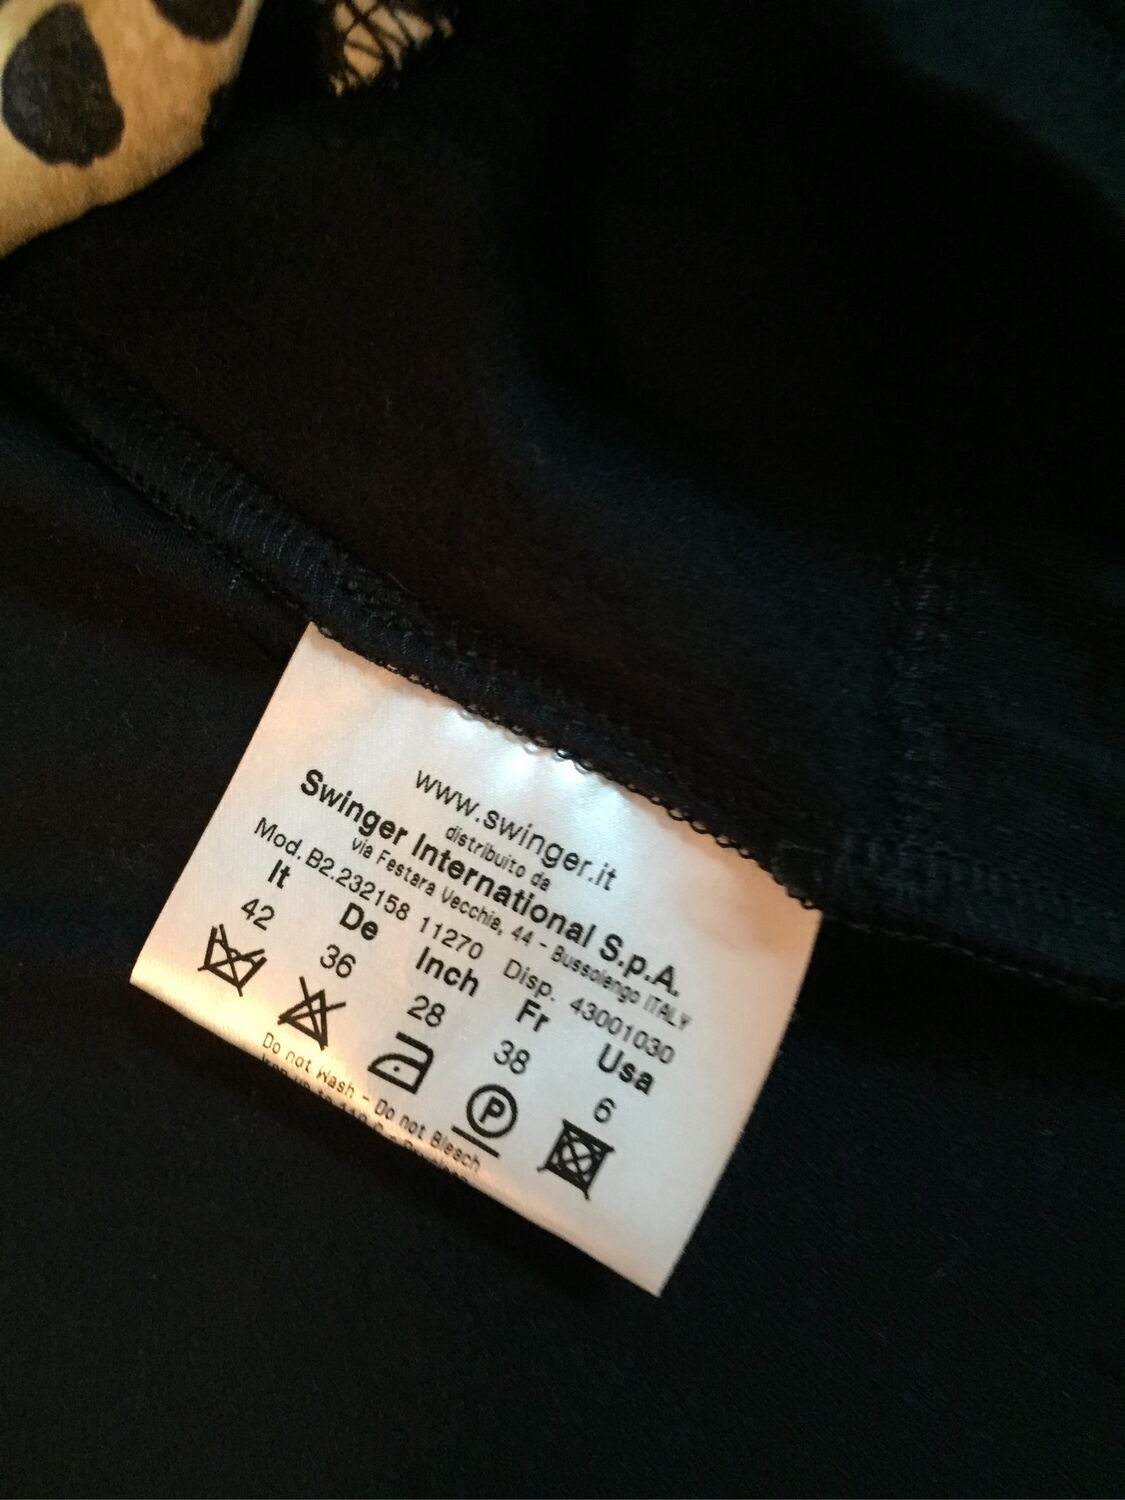 www.swinger.it
distribuito da
Swinger International S.p.A.
via Festara Vecchia, 44 - Bussolengo ITALY
Mod. B2.232158 11270 Disp. 43001030
It De Inch Fr Usa
42 36 28 38 6
P
Do not Wash - Do not Bleach